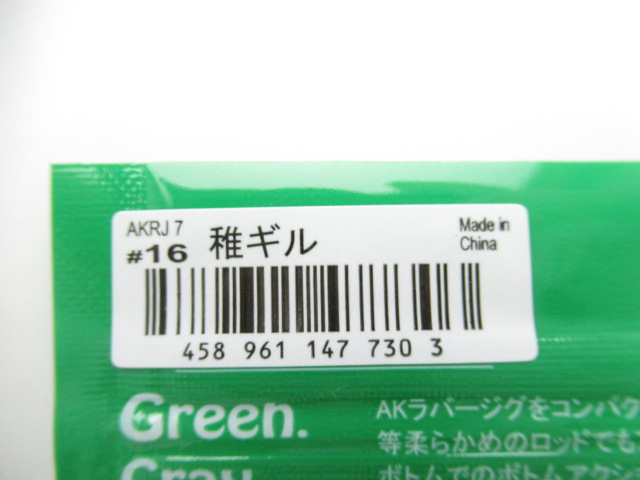 AKRJ 7
#16 稚ギル
Made in
China
458 961 147 730 3
Green.
AKラバージグをコンパク
等柔らかめのロッドでも
Gray
ボトムでのボトムアクシ